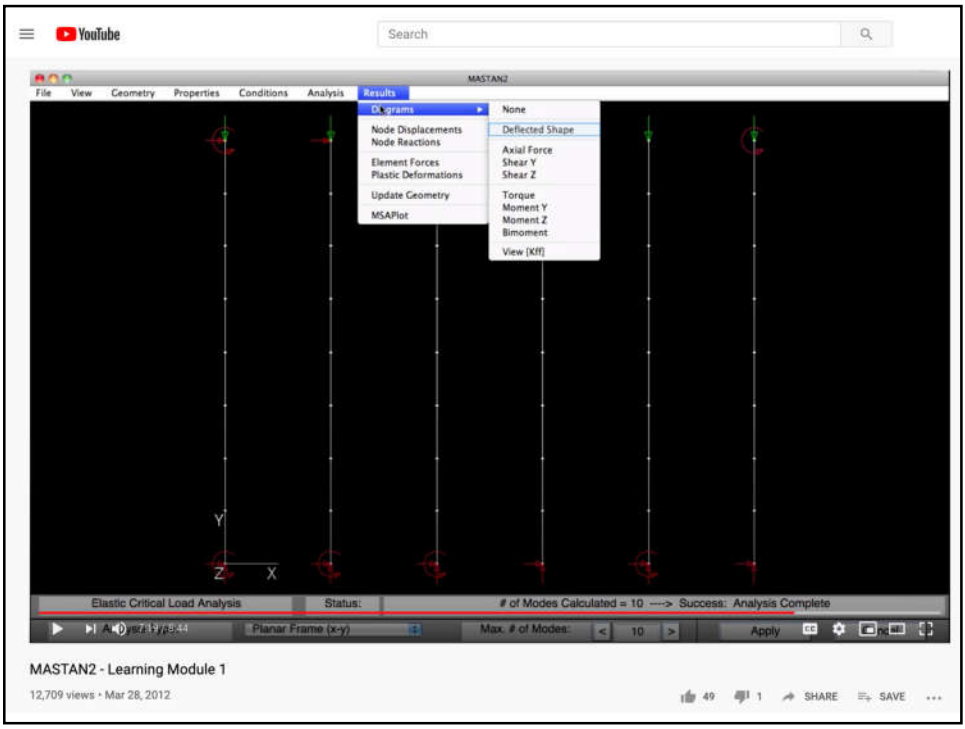 YouTube
Search
MASTAN2
File View Geometry Properties Conditions Analysis Results
Diagrams
None
Deflected Shape
Axial Force
Shear Y
Shear Z
Torque
Moment Y
Moment Z
Bimoment
View [Kff]
Node Displacements
Node Reactions
Element Forces
Plastic Deformations
Update Geometry
MSAPlot
Y
Z X
Elastic Critical Load Analysis Status: # of Modes Calculated = 10 ----> Success: Analysis Complete
Planar Frame (x-y) Max. # of Modes: < 10 > Apply CC
MASTAN2 - Learning Module 1
12,709 views • Mar 28, 2012
49 1 SHARE SAVE